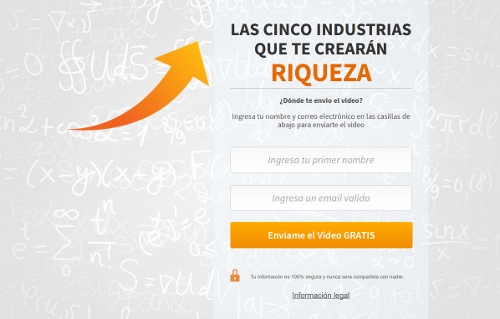 LAS CINCO INDUSTRIAS
QUE TE CREARÁN
RIQUEZA
¿Dónde te envío el video?
Ingresa tu nombre y correo electrónico en las casillas de
abajo para enviarte el video
Ingresa tu primer nombre
Ingresa un email valido
Envíame el Video GRATIS
Tu información es 100% segura y nunca será compartida con nadie.
Información legal